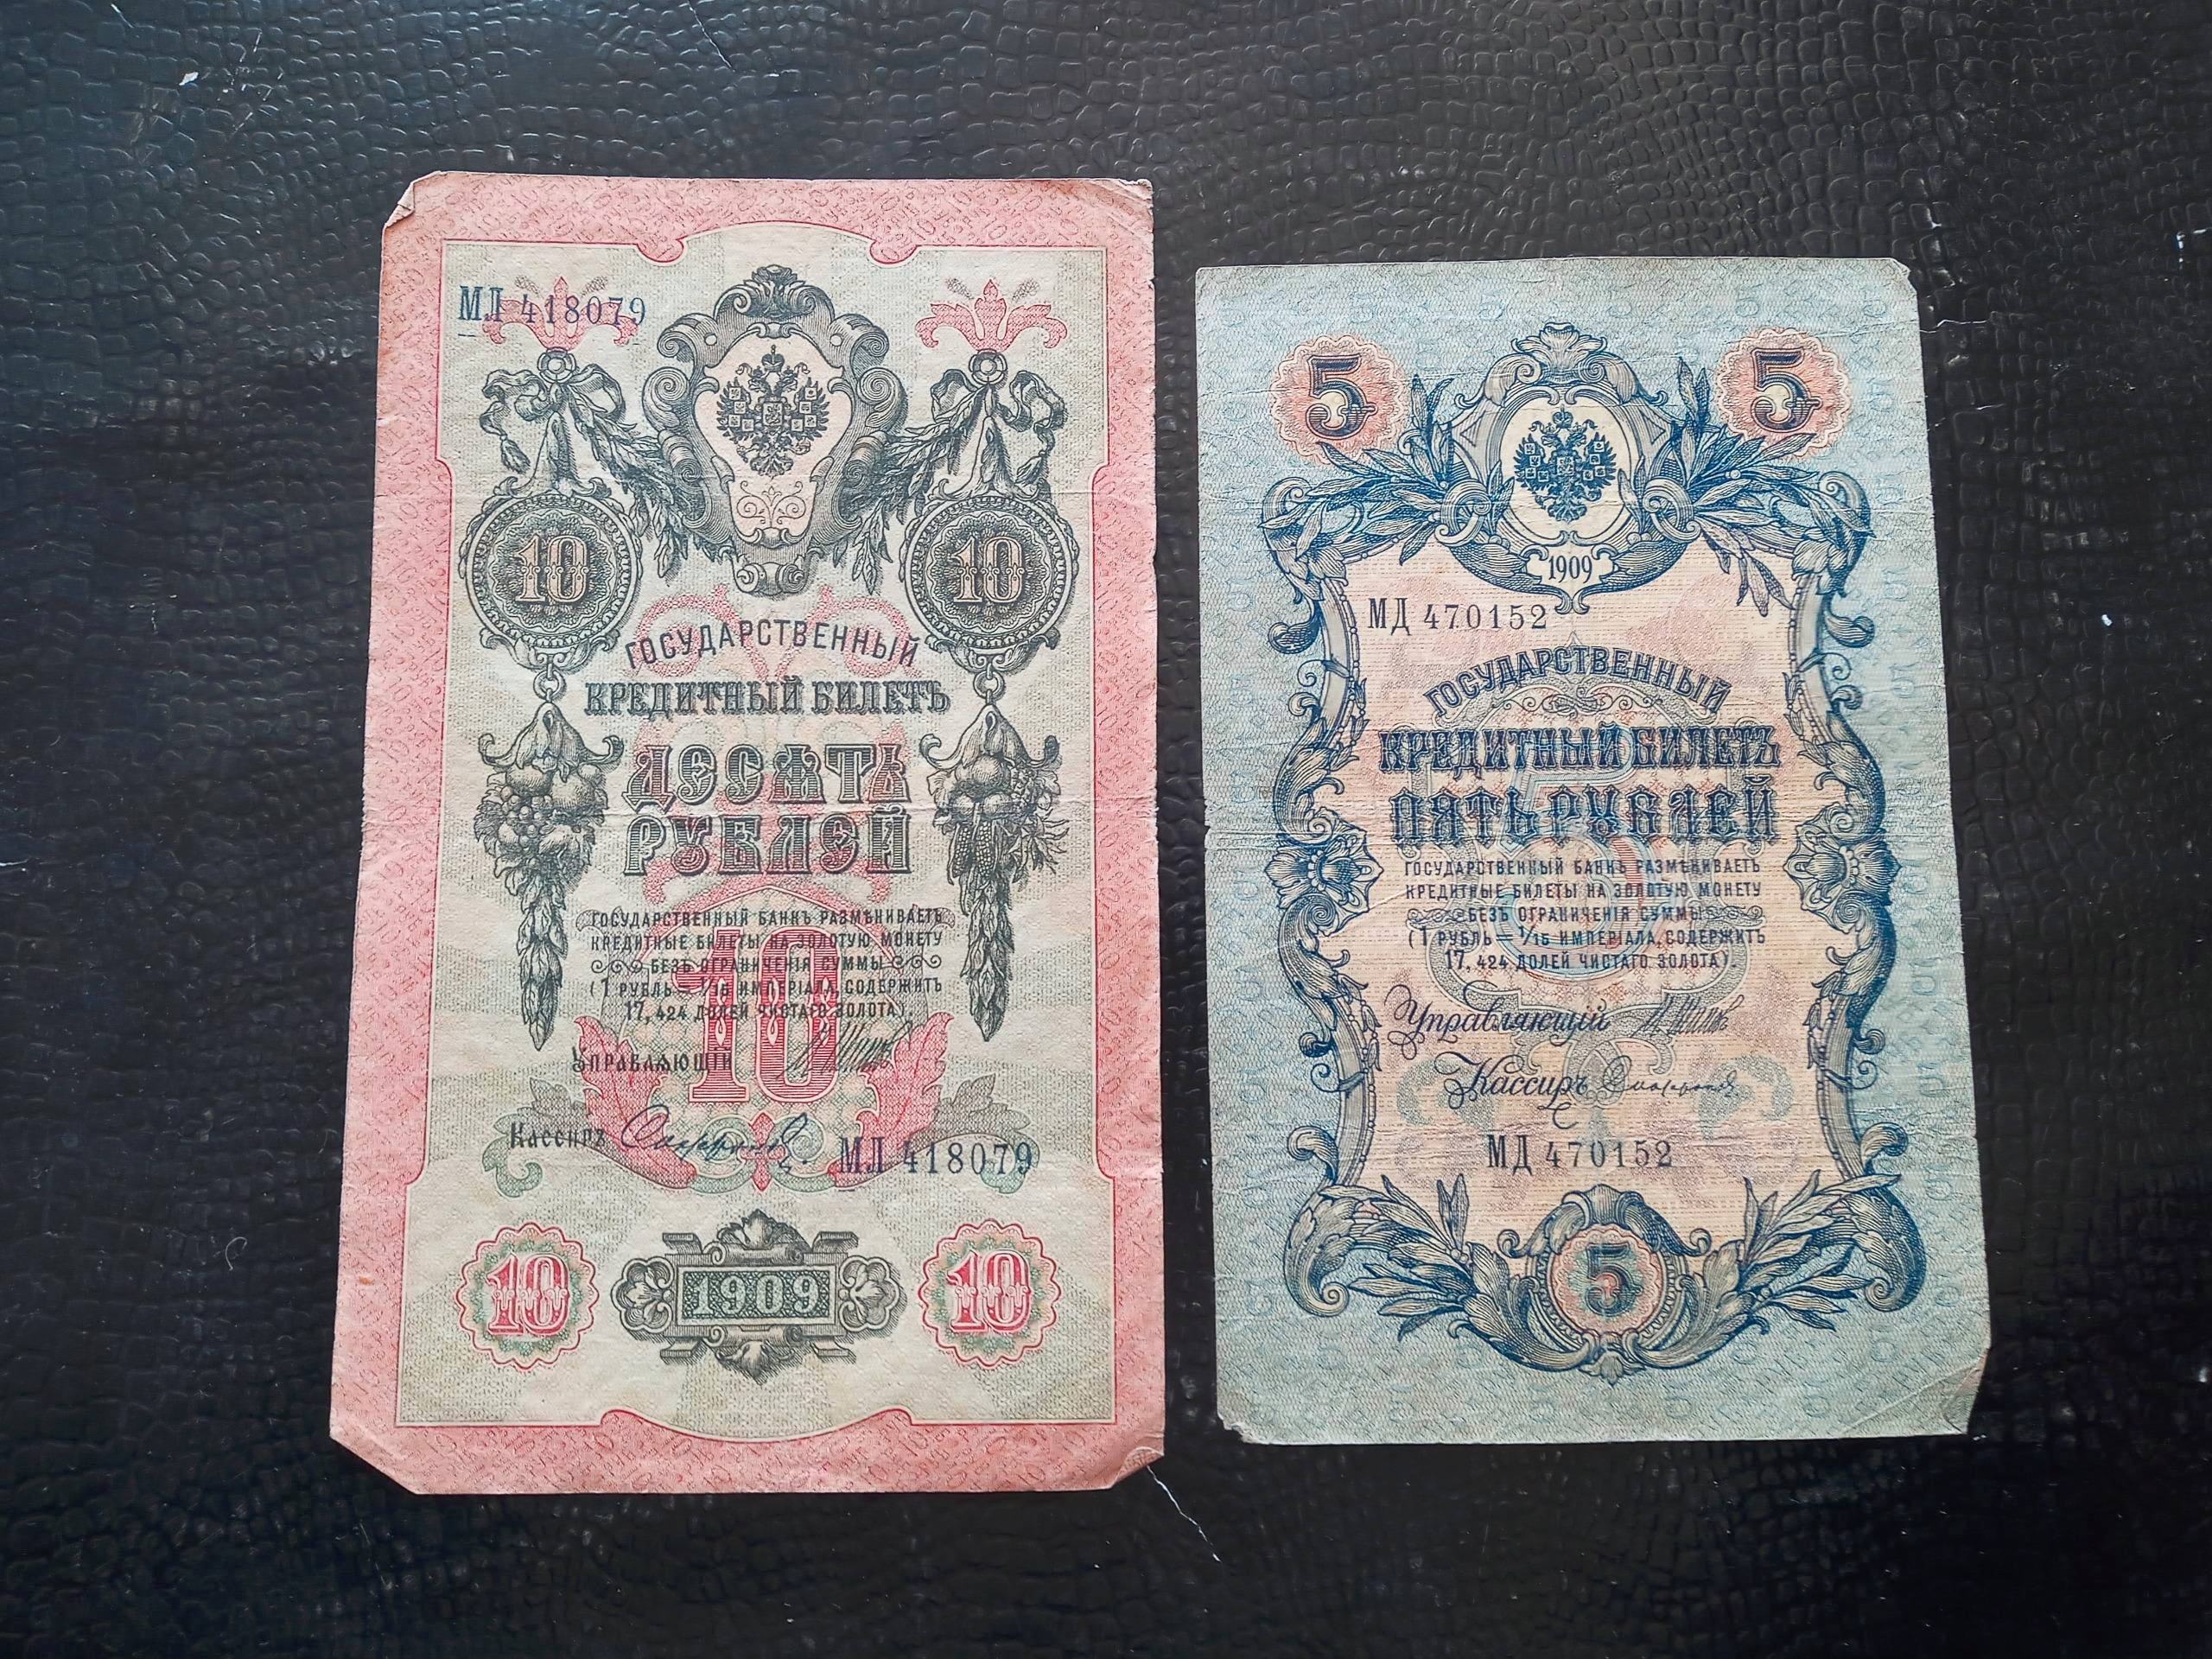 МЛ 418079
10 10
ГОСУДАРСТВЕННЫЙ
КРЕДИТНЫЙ БИЛЕТЪ
ДЕСЯТЬ
РУБЛЕЙ
ГОСУДАРСТВЕННЫЙ БАНКЪ РАЗМѢНИВАЕТЪ
КРЕДИТНЫЕ БИЛЕТЫ НА ЗОЛОТУЮ МОНЕТУ
БЕЗЪ ОГРАНИЧЕНІЯ СУММЫ
(1 РУБЛЬ = 1/15 ИМПЕРІАЛА, СОДЕРЖИТЪ
17,424 ДОЛЕЙ ЧИСТАГО ЗОЛОТА).
10
УПРАВЛЯЮЩІЙ
Кассиръ
МЛ 418079
10 1909 10
5 5
1909
МД 470152
ГОСУДАРСТВЕННЫЙ
КРЕДИТНЫЙ БИЛЕТЪ
ПЯТЬ РУБЛЕЙ
ГОСУДАРСТВЕННЫЙ БАНКЪ РАЗМѢНИВАЕТЪ
КРЕДИТНЫЕ БИЛЕТЫ НА ЗОЛОТУЮ МОНЕТУ
БЕЗЪ ОГРАНИЧЕНІЯ СУММЫ
(1 РУБЛЬ = 1/15 ИМПЕРІАЛА, СОДЕРЖИТЪ
17,424 ДОЛЕЙ ЧИСТАГО ЗОЛОТА).
Управляющій
Кассиръ
МД 470152
5